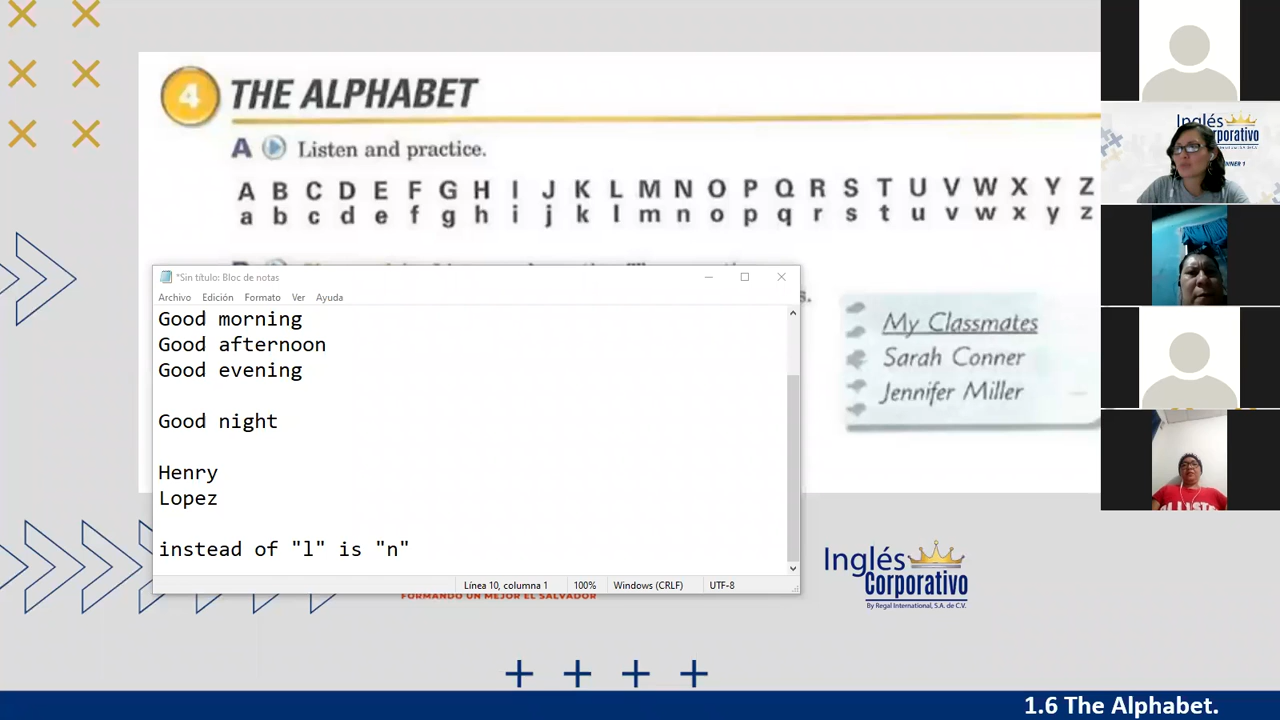 4 THE ALPHABET
A Listen and practice.
A B C D E F G H I J K L M N O P Q R S T U V W X Y Z
a b c d e f g h i j k l m n o p q r s t u v w x y z
*Sin título: Bloc de notas
Archivo Edición Formato Ver Ayuda
Good morning
Good afternoon
Good evening
Good night
Henry
Lopez
instead of "l" is "n"
Línea 10, columna 1 100% Windows (CRLF) UTF-8
s.
My Classmates
Sarah Conner
Jennifer Miller
Inglés
Corporativo
By Regal International, S.A. de C.V.
FORMANDO UN MEJOR EL SALVADOR
1.6 The Alphabet.
Inglés
orporativo
NNER 1